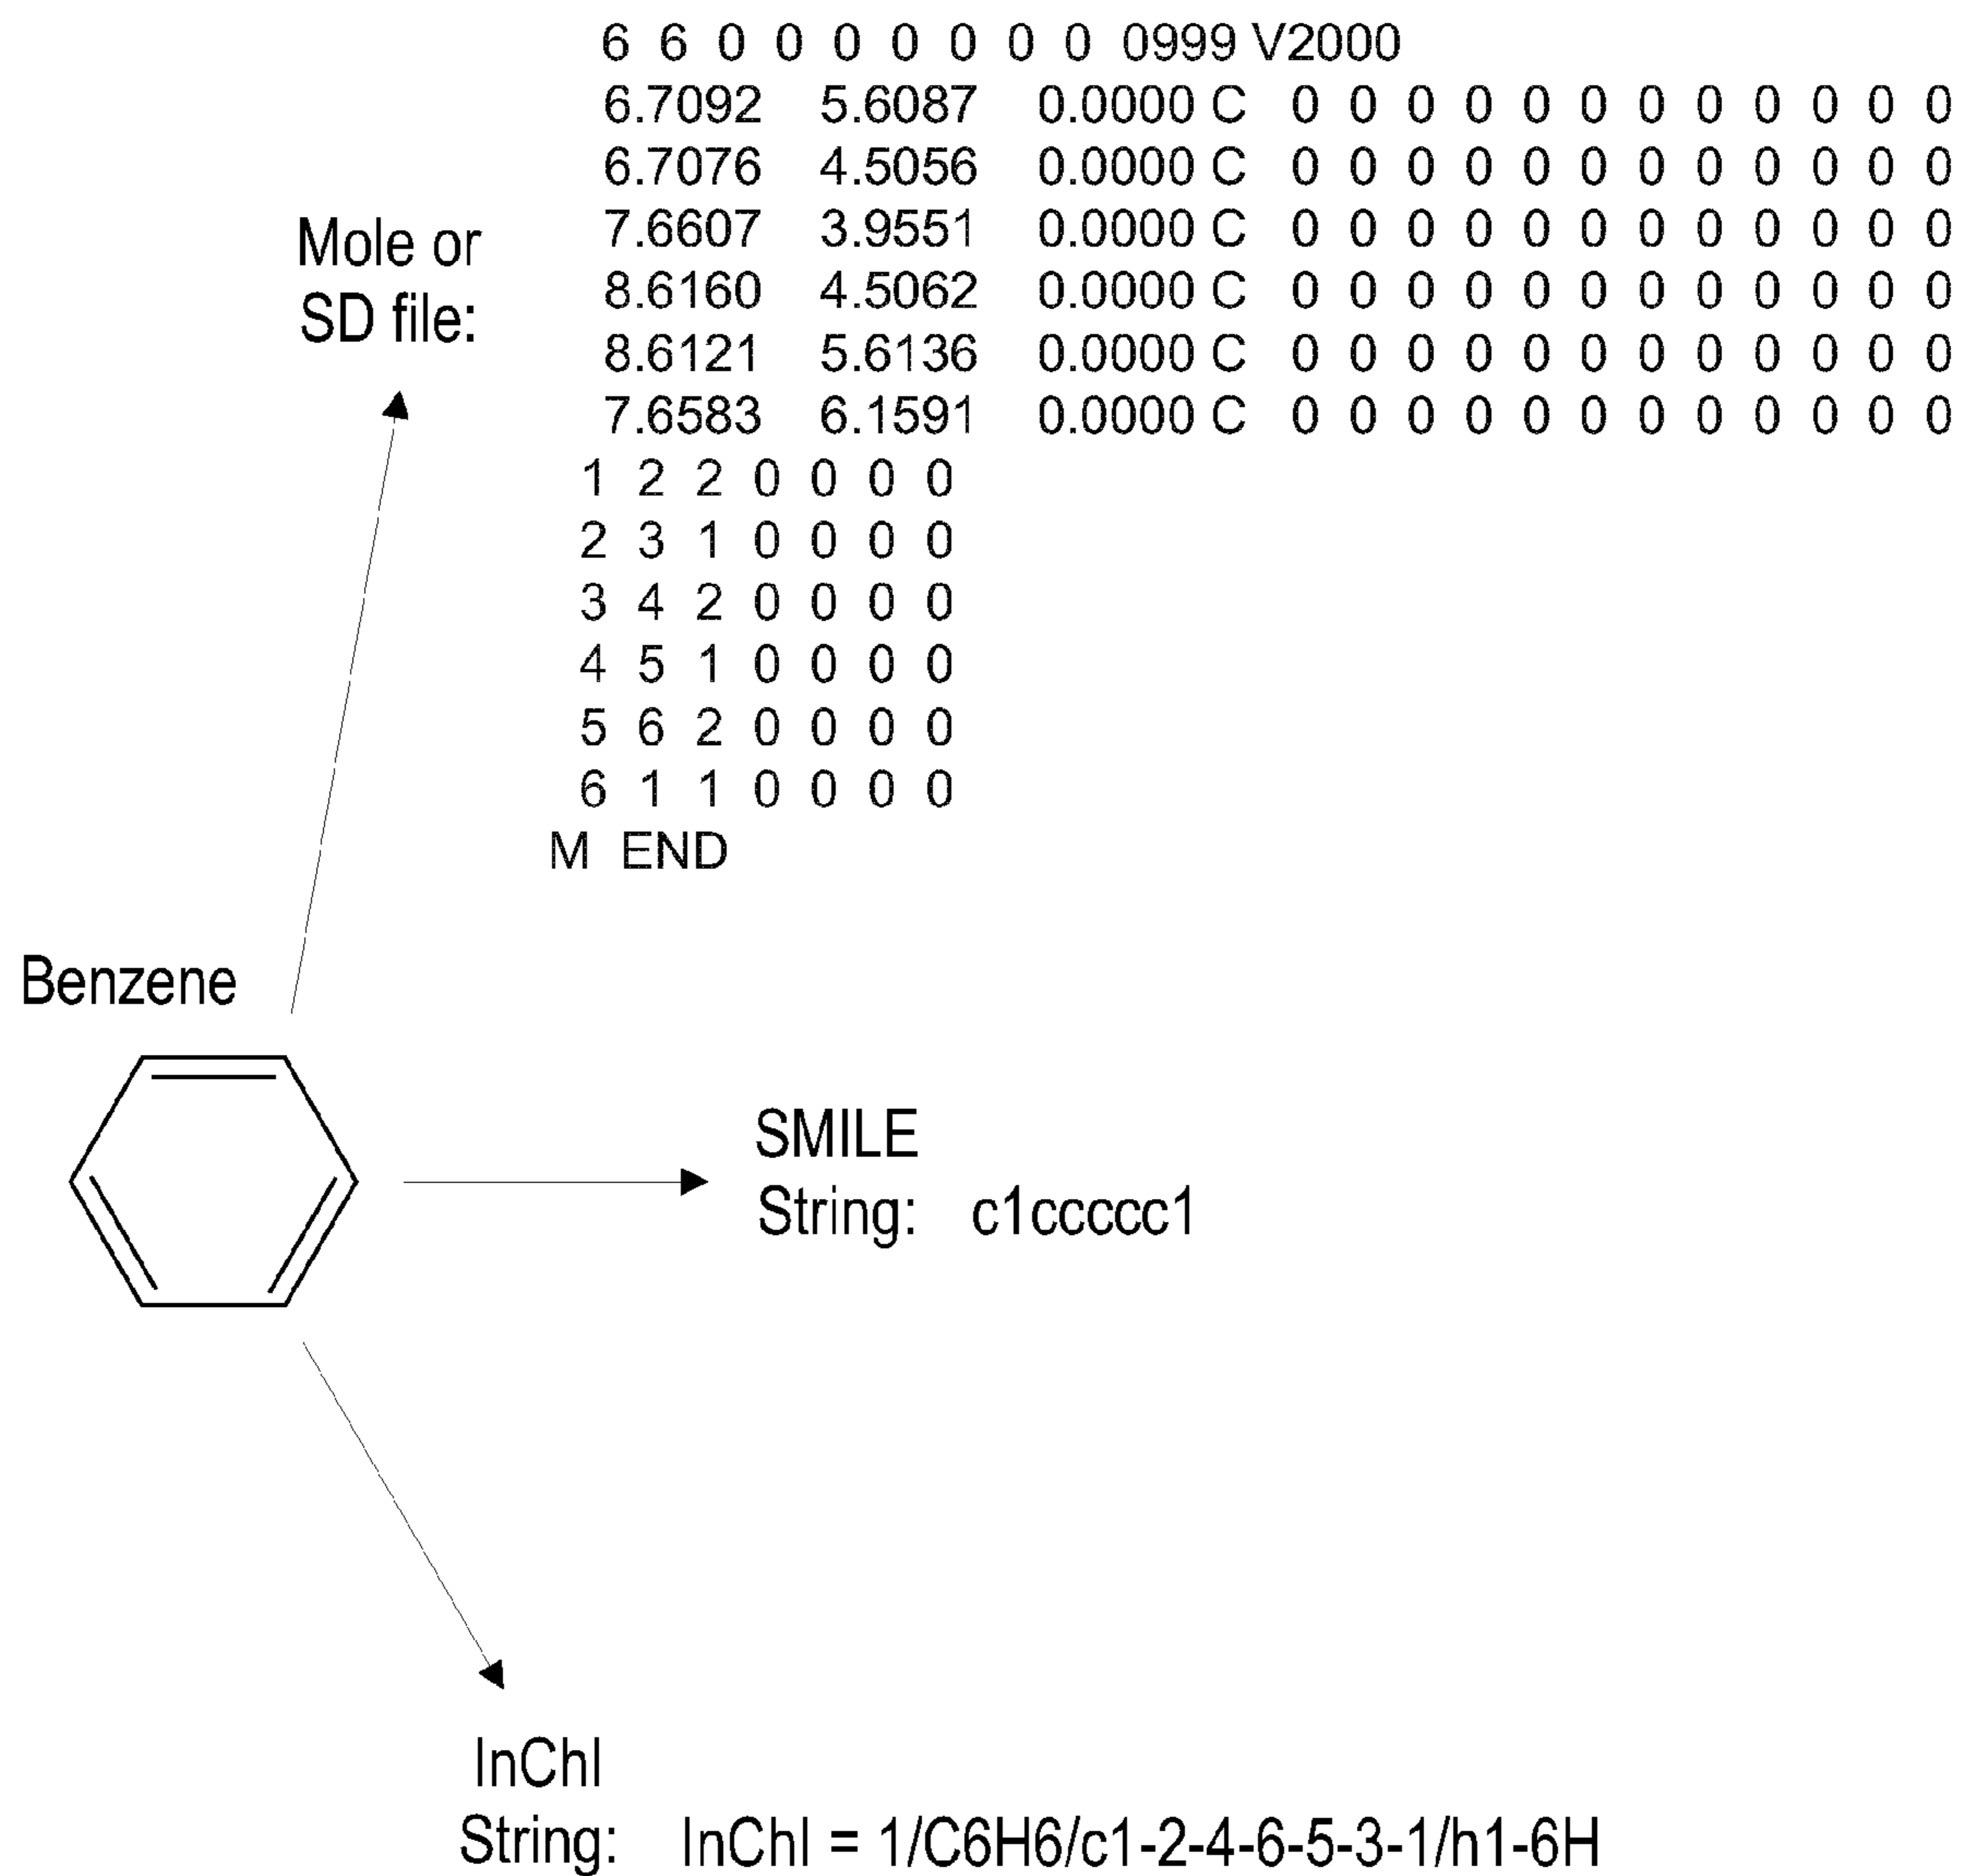 6 6 0 0 0 0 0 0 0 0999 V2000
6.7092 5.6087 0.0000 C 0 0 0 0 0 0 0 0 0 0 0 0
6.7076 4.5056 0.0000 C 0 0 0 0 0 0 0 0 0 0 0 0
7.6607 3.9551 0.0000 C 0 0 0 0 0 0 0 0 0 0 0 0
8.6160 4.5062 0.0000 C 0 0 0 0 0 0 0 0 0 0 0 0
8.6121 5.6136 0.0000 C 0 0 0 0 0 0 0 0 0 0 0 0
7.6583 6.1591 0.0000 C 0 0 0 0 0 0 0 0 0 0 0 0
1 2 2 0 0 0 0
2 3 1 0 0 0 0
3 4 2 0 0 0 0
4 5 1 0 0 0 0
5 6 2 0 0 0 0
6 1 1 0 0 0 0
M END
Mole or
SD file:
Benzene
SMILE
String: c1ccccc1
InChI
String: InChI = 1/C6H6/c1-2-4-6-5-3-1/h1-6H